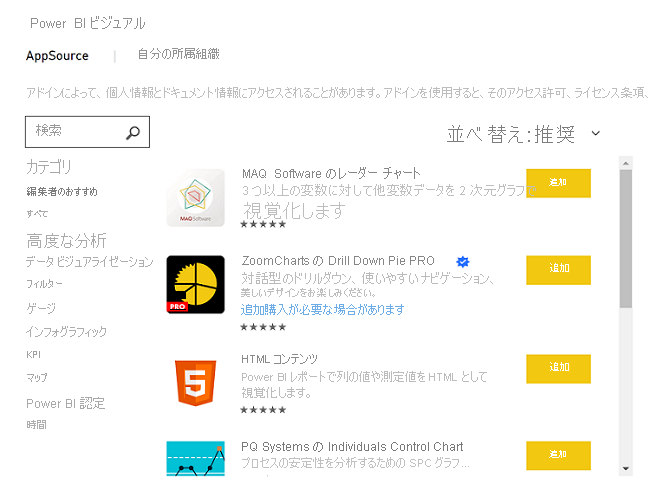 Power BI ビジュアル
AppSource | 自分の所属組織
アドインによって、個人情報とドキュメント情報にアクセスされることがあります。アドインを使用すると、そのアクセス許可、ライセンス条項、
検索
並べ替え:推奨
カテゴリ
編集者のおすすめ
すべて
高度な分析
データ ビジュアライゼーション
フィルター
ゲージ
インフォグラフィック
KPI
マップ
Power BI 認定
時間
MAQ Software
MAQ Software のレーダー チャート
3 つ以上の変数に対して他変数データを 2 次元グラフで
視覚化します
★★★★★
追加
PRO
ZoomCharts の Drill Down Pie PRO
対話型のドリルダウン、使いやすいナビゲーション、
美しいデザインをお楽しみください。
追加購入が必要な場合があります
★★★★★
追加
5
HTML コンテンツ
Power BI レポートで列の値や測定値を HTML として
視覚化します。
★★★★★
追加
PQ Systems の Individuals Control Chart
プロセスの安定性を分析するための SPC グラフ...
追加